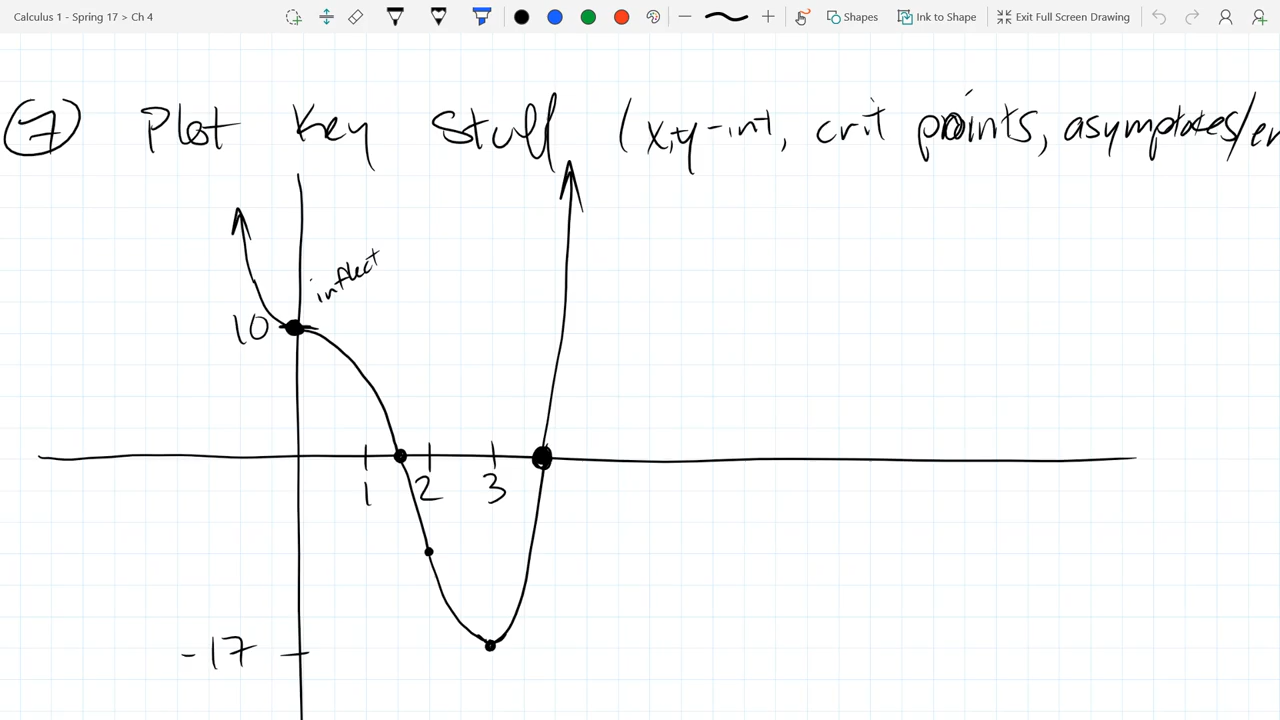 Calculus 1 - Spring 17 > Ch 4
Shapes
Ink to Shape
Exit Full Screen Drawing
7 Plot Key Stuff (x,y-int, crit points, asymptotes/en
inflect
10
1 2 3
-17